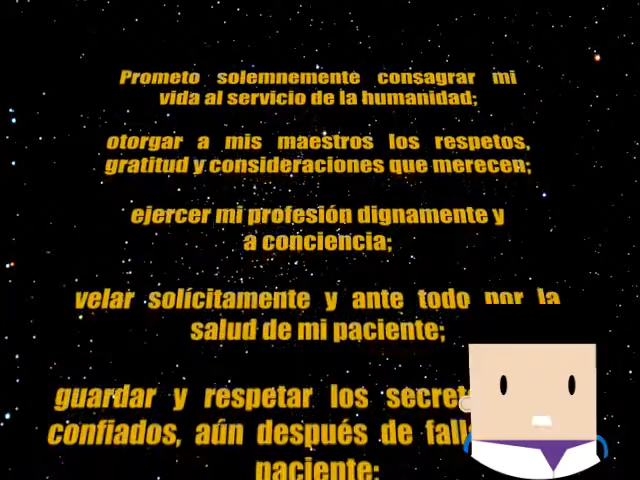 Prometo solemnemente consagrar mi
vida al servicio de la humanidad;
otorgar a mis maestros los respetos,
gratitud y consideraciones que merecen;
ejercer mi profesión dignamente y
a conciencia;
velar solícitamente y ante todo por la
salud de mi paciente;
guardar y respetar los
confiados, aún después de
paciente;